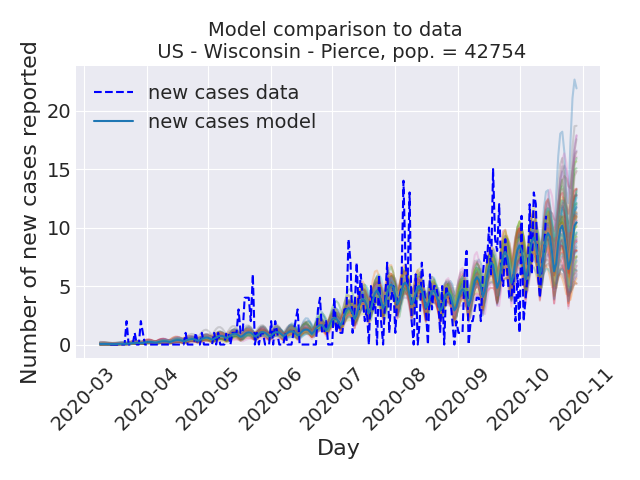 Model comparison to data
US - Wisconsin - Pierce, pop. = 42754
new cases data
new cases model
Number of new cases reported
20
15
10
5
0
2020-03
2020-04
2020-05
2020-06
2020-07
2020-08
2020-09
2020-10
2020-11
Day